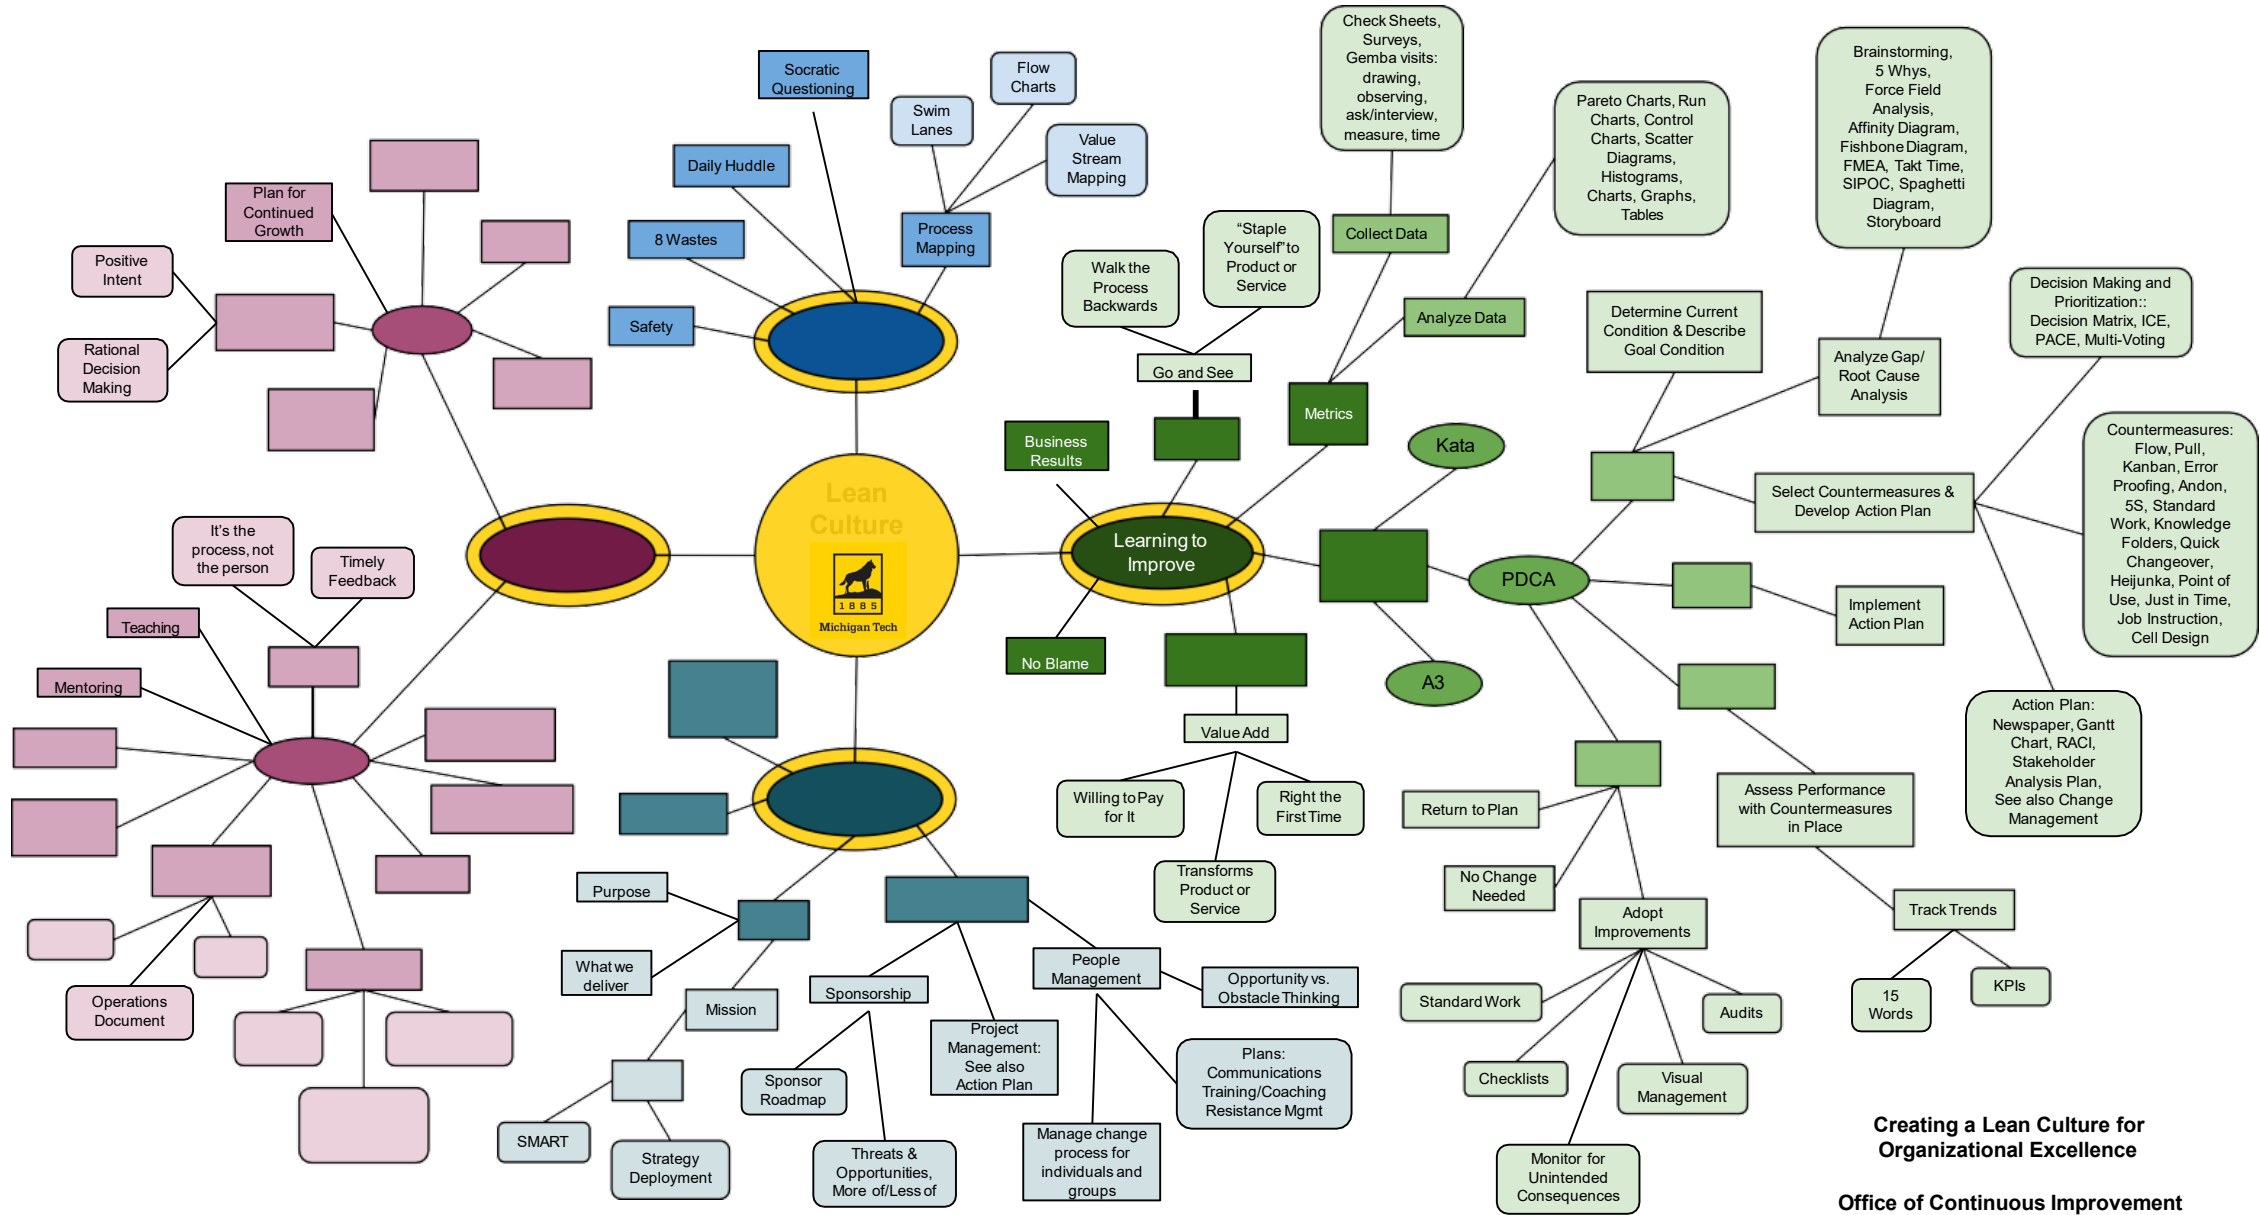 Check Sheets,
Surveys,
Gemba visits:
drawing,
observing,
ask/interview,
measure, time
Brainstorming,
5 Whys,
Force Field
Analysis,
Affinity Diagram,
Fishbone Diagram,
FMEA, Takt Time,
SIPOC, Spaghetti
Diagram,
Storyboard
Socratic
Questioning
Flow
Charts
Swim
Lanes
Value
Stream
Mapping
Pareto Charts, Run
Charts, Control
Charts, Scatter
Diagrams,
Histograms,
Charts, Graphs,
Tables
Daily Huddle
Plan for
Continued
Growth
8 Wastes
Process
Mapping
"Staple
Yourself" to
Product or
Service
Collect Data
Positive
Intent
Walk the
Process
Backwards
Decision Making and
Prioritization::
Decision Matrix, ICE,
PACE, Multi-Voting
Safety
Analyze Data
Determine Current
Condition & Describe
Goal Condition
Rational
Decision
Making
Go and See
Analyze Gap/
Root Cause
Analysis
Metrics
Business
Results
Kata
Countermeasures:
Flow, Pull,
Kanban, Error
Proofing, Andon,
5S, Standard
Work, Knowledge
Folders, Quick
Changeover,
Heijunka, Point of
Use, Just in Time,
Job Instruction,
Cell Design
Lean
Culture
1885
Michigan Tech
Select Countermeasures &
Develop Action Plan
It's the
process, not
the person
Timely
Feedback
Learning to
Improve
PDCA
Implement
Action Plan
Teaching
No Blame
Mentoring
A3
Action Plan:
Newspaper, Gantt
Chart, RACI,
Stakeholder
Analysis Plan,
See also Change
Management
Value Add
Willing to Pay
for It
Right the
First Time
Return to Plan
Assess Performance
with Countermeasures
in Place
Transforms
Product or
Service
Purpose
No Change
Needed
Adopt
Improvements
Track Trends
What we
deliver
People
Management
Opportunity vs.
Obstacle Thinking
Sponsorship
Mission
Operations
Document
Standard Work
Audits
15
Words
KPIs
Project
Management:
See also
Action Plan
Sponsor
Roadmap
Plans:
Communications
Training/Coaching
Resistance Mgmt
Checklists
Visual
Management
SMART
Strategy
Deployment
Threats &
Opportunities,
More of/Less of
Manage change
process for
individuals and
groups
Monitor for
Unintended
Consequences
Creating a Lean Culture for
Organizational Excellence
Office of Continuous Improvement